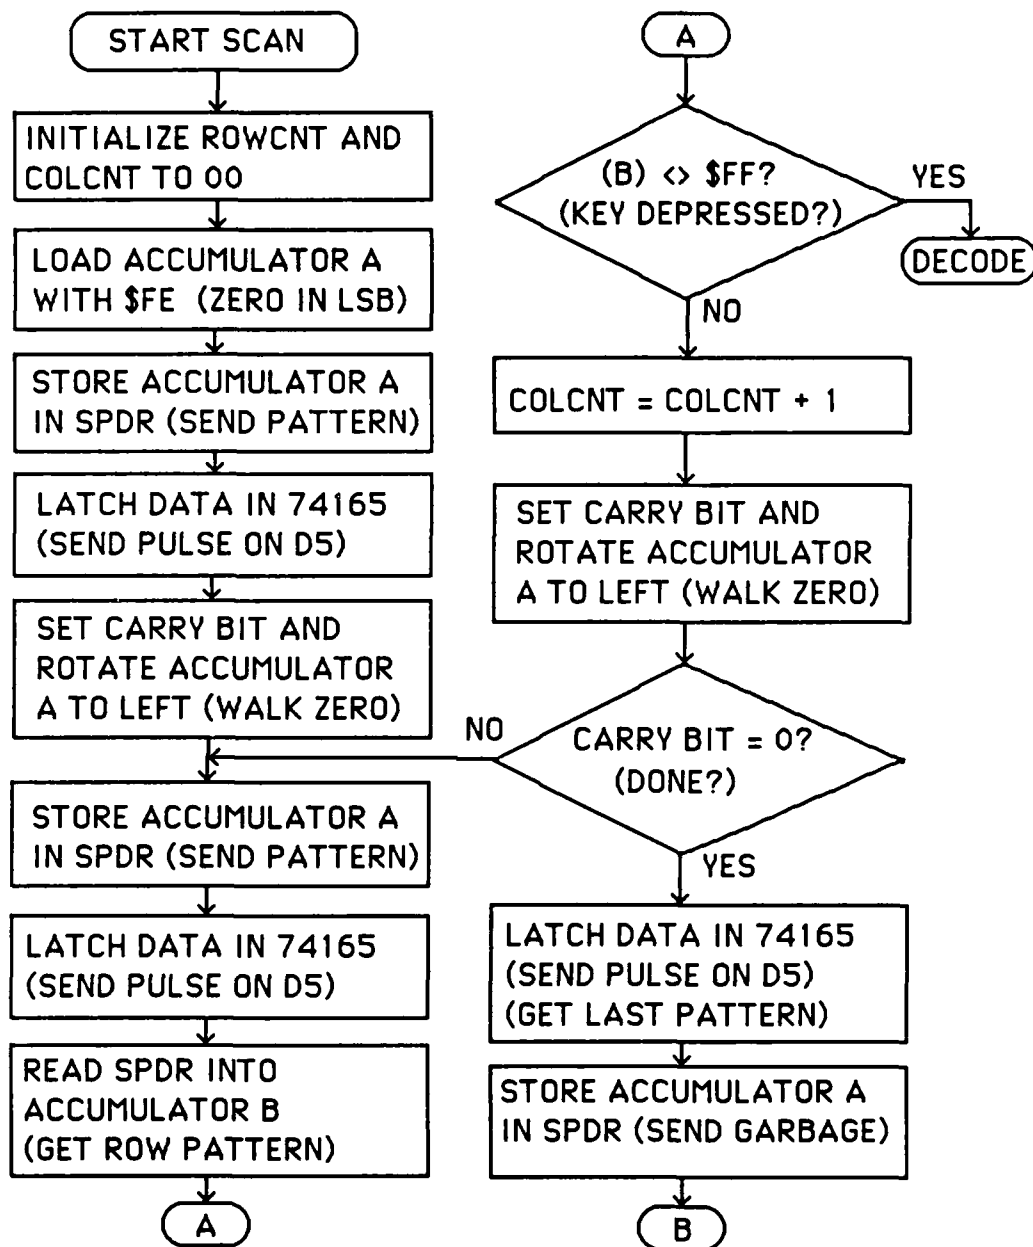 START SCAN
INITIALIZE ROWCNT AND
COLCNT TO 00
LOAD ACCUMULATOR A
WITH $FE (ZERO IN LSB)
STORE ACCUMULATOR A
IN SPDR (SEND PATTERN)
LATCH DATA IN 74165
(SEND PULSE ON D5)
SET CARRY BIT AND
ROTATE ACCUMULATOR
A TO LEFT (WALK ZERO)
STORE ACCUMULATOR A
IN SPDR (SEND PATTERN)
LATCH DATA IN 74165
(SEND PULSE ON D5)
READ SPDR INTO
ACCUMULATOR B
(GET ROW PATTERN)
A
A
(B) <> $FF?
(KEY DEPRESSED?)
YES
DECODE
NO
COLCNT = COLCNT + 1
SET CARRY BIT AND
ROTATE ACCUMULATOR
A TO LEFT (WALK ZERO)
NO
CARRY BIT = 0?
(DONE?)
YES
LATCH DATA IN 74165
(SEND PULSE ON D5)
(GET LAST PATTERN)
STORE ACCUMULATOR A
IN SPDR (SEND GARBAGE)
B